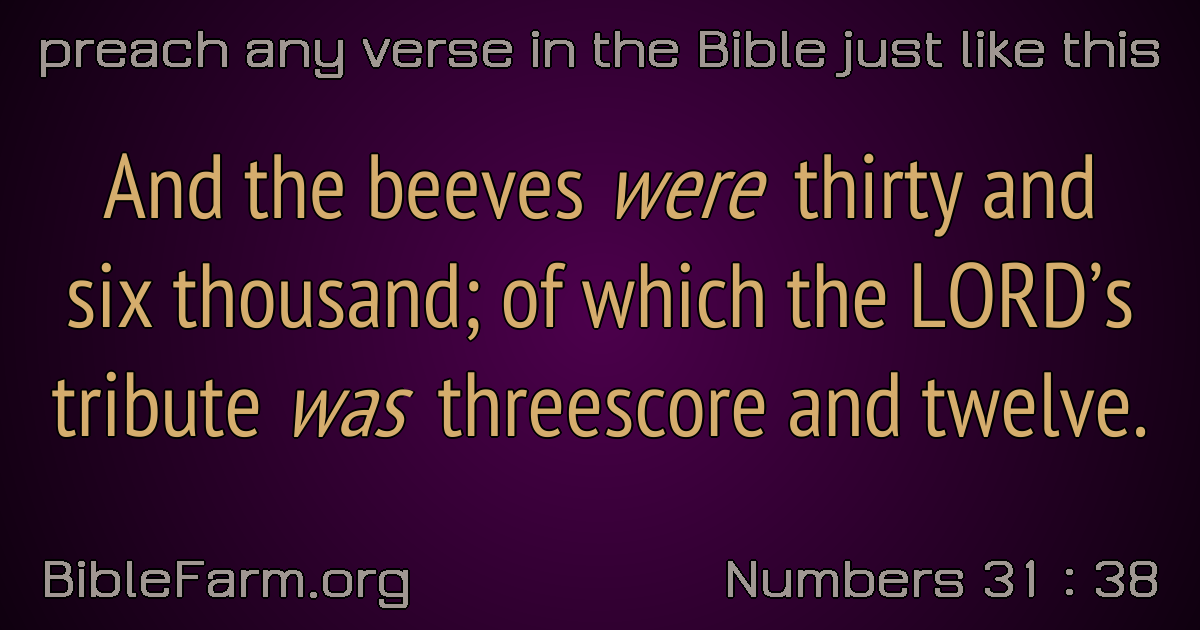 preach any verse in the Bible just like this
And the beeves were thirty and
six thousand; of which the LORD’s
tribute was threescore and twelve.
BibleFarm.org
Numbers 31 : 38